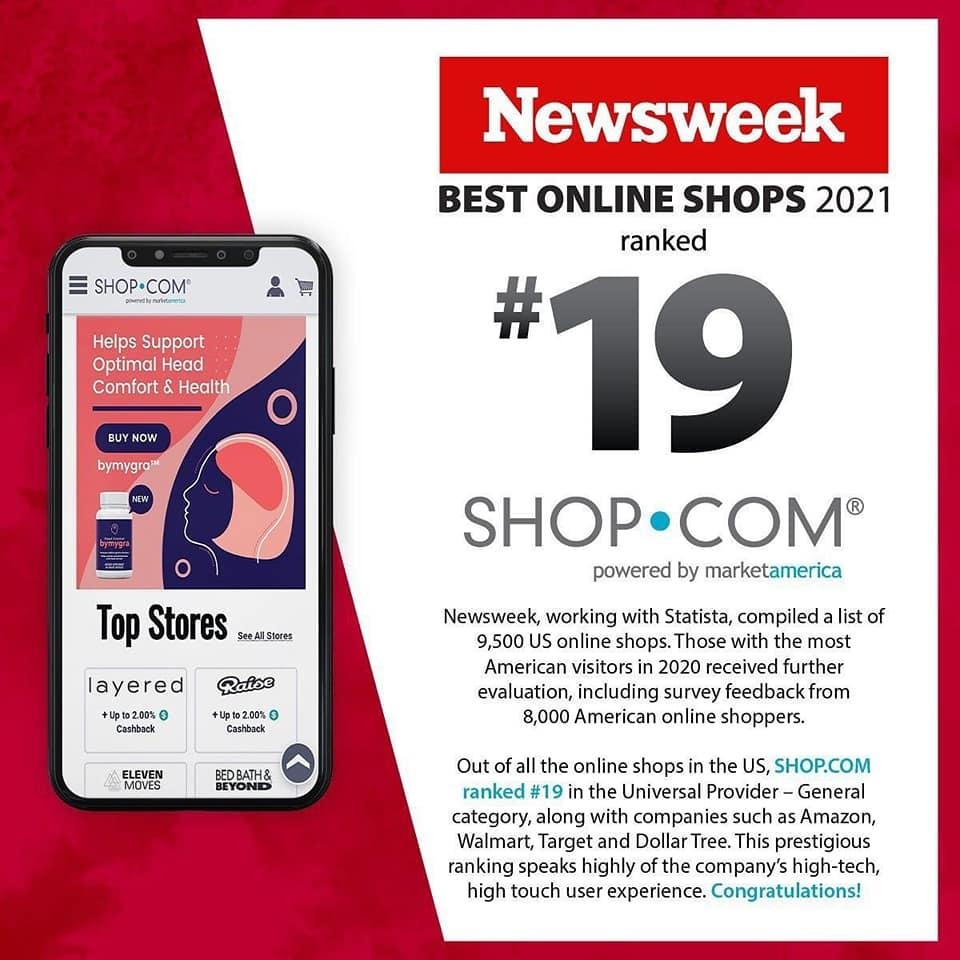 Newsweek
BEST ONLINE SHOPS 2021
ranked
#19
SHOP•COM®
powered by marketamerica
Newsweek, working with Statista, compiled a list of
9,500 US online shops. Those with the most
American visitors in 2020 received further
evaluation, including survey feedback from
8,000 American online shoppers.
Out of all the online shops in the US, SHOP.COM
ranked #19 in the Universal Provider – General
category, along with companies such as Amazon,
Walmart, Target and Dollar Tree. This prestigious
ranking speaks highly of the company's high-tech,
high touch user experience. Congratulations!
SHOP•COM®
powered by marketamerica
Helps Support
Optimal Head
Comfort & Health
BUY NOW
bymygra™
NEW
bymygra
Top Stores
See All Stores
layered
+ Up to 2.00% $
Cashback
Raise
+ Up to 2.00% $
Cashback
ELEVEN
MOVES
BED BATH &
BEYOND